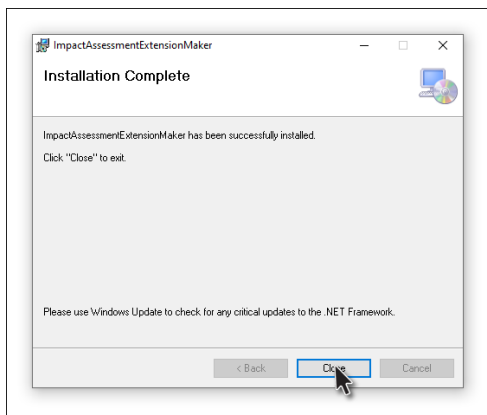 ImpactAssessmentExtensionMaker
Installation Complete
ImpactAssessmentExtensionMaker has been successfully installed.
Click "Close" to exit.
Please use Windows Update to check for any critical updates to the .NET Framework.
< Back
Close
Cancel